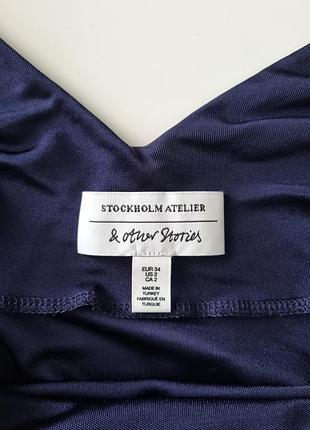 STOCKHOLM ATELIER
& Other Stories
EUR 34
US 2
CA 2
MADE IN
TURKEY
FABRIQUÉ EN
TURQUIE